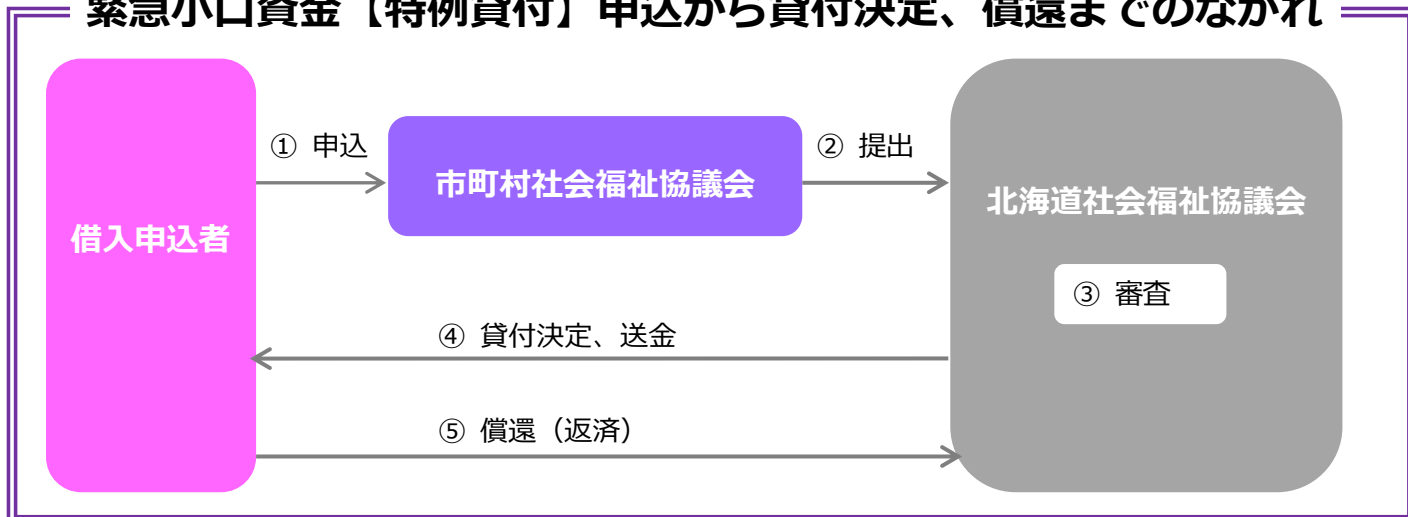 緊急小口資金【特例貸付】申込から貸付決定、償還までのながれ
① 申込
② 提出
市町村社会福祉協議会
北海道社会福祉協議会
借入申込者
③ 審査
④ 貸付決定、送金
⑤ 償還（返済）